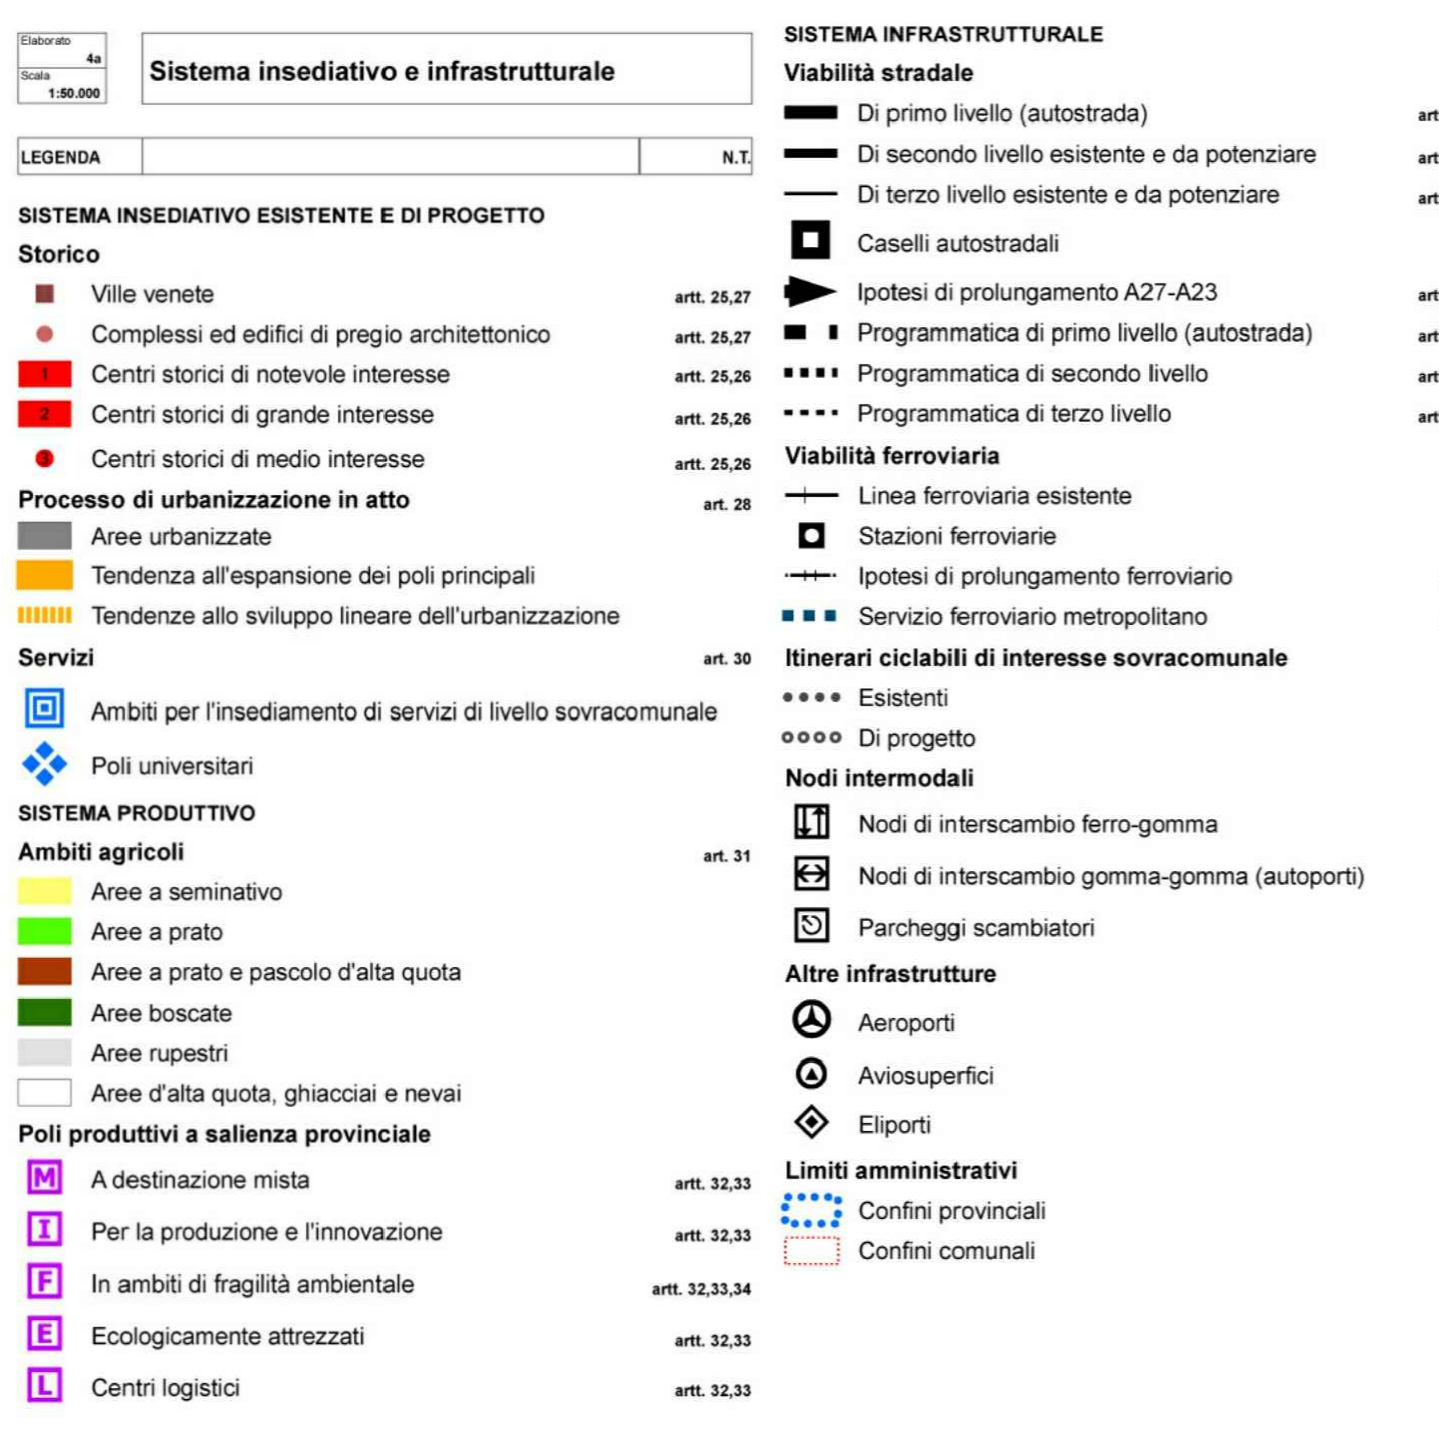 Elaborato
4a
Scala
1:50.000
Sistema insediativo e infrastrutturale
LEGENDA N.T.
SISTEMA INSEDIATIVO ESISTENTE E DI PROGETTO
Storico
Ville venete artt. 25,27
Complessi ed edifici di pregio architettonico artt. 25,27
1 Centri storici di notevole interesse artt. 25,26
2 Centri storici di grande interesse artt. 25,26
3 Centri storici di medio interesse artt. 25,26
Processo di urbanizzazione in atto art. 28
Aree urbanizzate
Tendenza all'espansione dei poli principali
Tendenze allo sviluppo lineare dell'urbanizzazione
Servizi art. 30
Ambiti per l'insediamento di servizi di livello sovracomunale
Poli universitari
SISTEMA PRODUTTIVO
Ambiti agricoli art. 31
Aree a seminativo
Aree a prato
Aree a prato e pascolo d'alta quota
Aree boscate
Aree rupestri
Aree d'alta quota, ghiacciai e nevai
Poli produttivi a salienza provinciale
M A destinazione mista artt. 32,33
I Per la produzione e l'innovazione artt. 32,33
F In ambiti di fragilità ambientale artt. 32,33,34
E Ecologicamente attrezzati artt. 32,33
L Centri logistici artt. 32,33
SISTEMA INFRASTRUTTURALE
Viabilità stradale
Di primo livello (autostrada) art
Di secondo livello esistente e da potenziare art
Di terzo livello esistente e da potenziare art
Caselli autostradali
Ipotesi di prolungamento A27-A23 art
Programmatica di primo livello (autostrada) art
Programmatica di secondo livello art
Programmatica di terzo livello art
Viabilità ferroviaria
Linea ferroviaria esistente
Stazioni ferroviarie
Ipotesi di prolungamento ferroviario
Servizio ferroviario metropolitano
Itinerari ciclabili di interesse sovracomunale
Esistenti
Di progetto
Nodi intermodali
Nodi di interscambio ferro-gomma
Nodi di interscambio gomma-gomma (autoporti)
Parcheggi scambiatori
Altre infrastrutture
Aeroporti
Aviosuperfici
Eliporti
Limiti amministrativi
Confini provinciali
Confini comunali